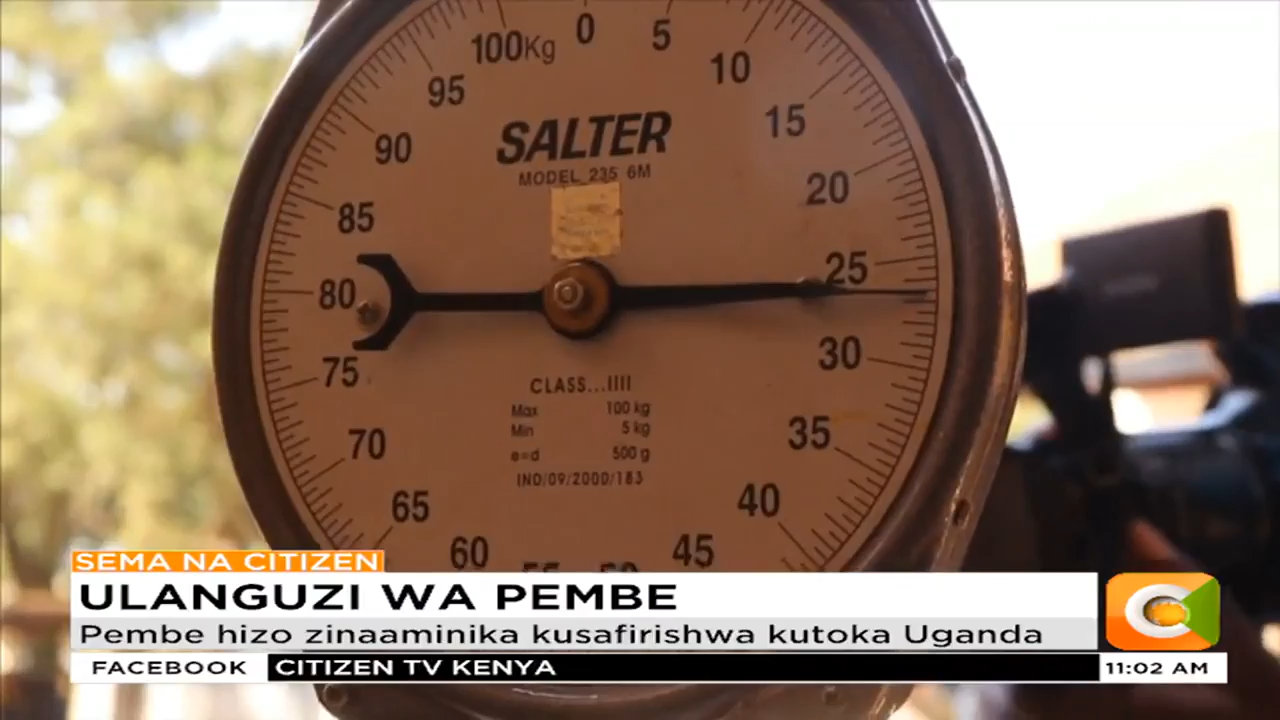 100Kg 0 5
95 10
90 15
SALTER
MODEL 235 6M
85 20
80 25
75 30
CLASS...IIII
Max 100 kg
Min 5 kg
e=d 500 g
IND/09/2000/183
70 35
65 40
60 55 50 45
SEMA NA CITIZEN
ULANGUZI WA PEMBE
Pembe hizo zinaaminika kusafirishwa kutoka Uganda
FACEBOOK CITIZEN TV KENYA
11:02 AM